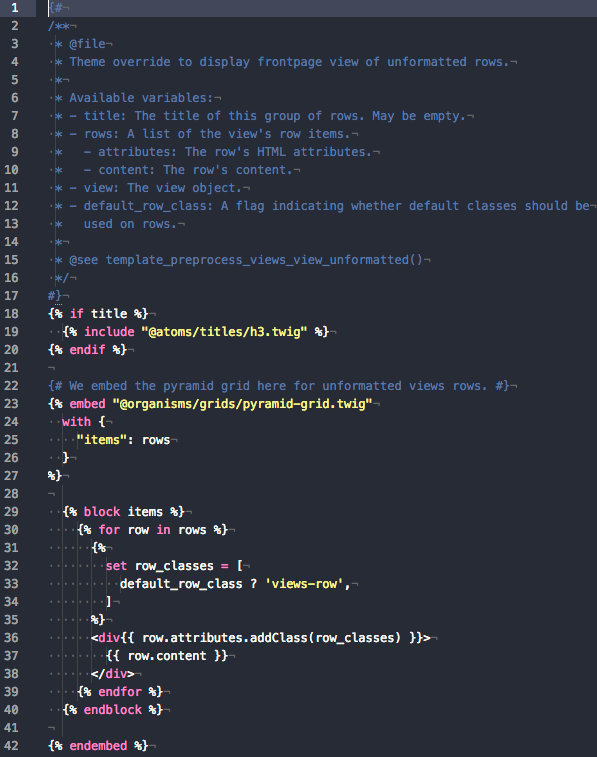 1 {#
2 /**
3 * @file
4 * Theme override to display frontpage view of unformatted rows.
5 *
6 * Available variables:
7 * - title: The title of this group of rows. May be empty.
8 * - rows: A list of the view's row items.
9 *   - attributes: The row's HTML attributes.
10 *   - content: The row's content.
11 * - view: The view object.
12 * - default_row_class: A flag indicating whether default classes should be
13 *   used on rows.
14 *
15 * @see template_preprocess_views_view_unformatted()
16 */
17 #}
18 {% if title %}
19   {% include "@atoms/titles/h3.twig" %}
20 {% endif %}
21
22 {# We embed the pyramid grid here for unformatted views rows. #}
23 {% embed "@organisms/grids/pyramid-grid.twig"
24   with {
25     "items": rows
26   }
27 %}
28
29   {% block items %}
30     {% for row in rows %}
31       {%
32         set row_classes = [
33           default_row_class ? 'views-row',
34         ]
35       %}
36       <div{{ row.attributes.addClass(row_classes) }}>
37         {{ row.content }}
38       </div>
39     {% endfor %}
40   {% endblock %}
41
42 {% endembed %}